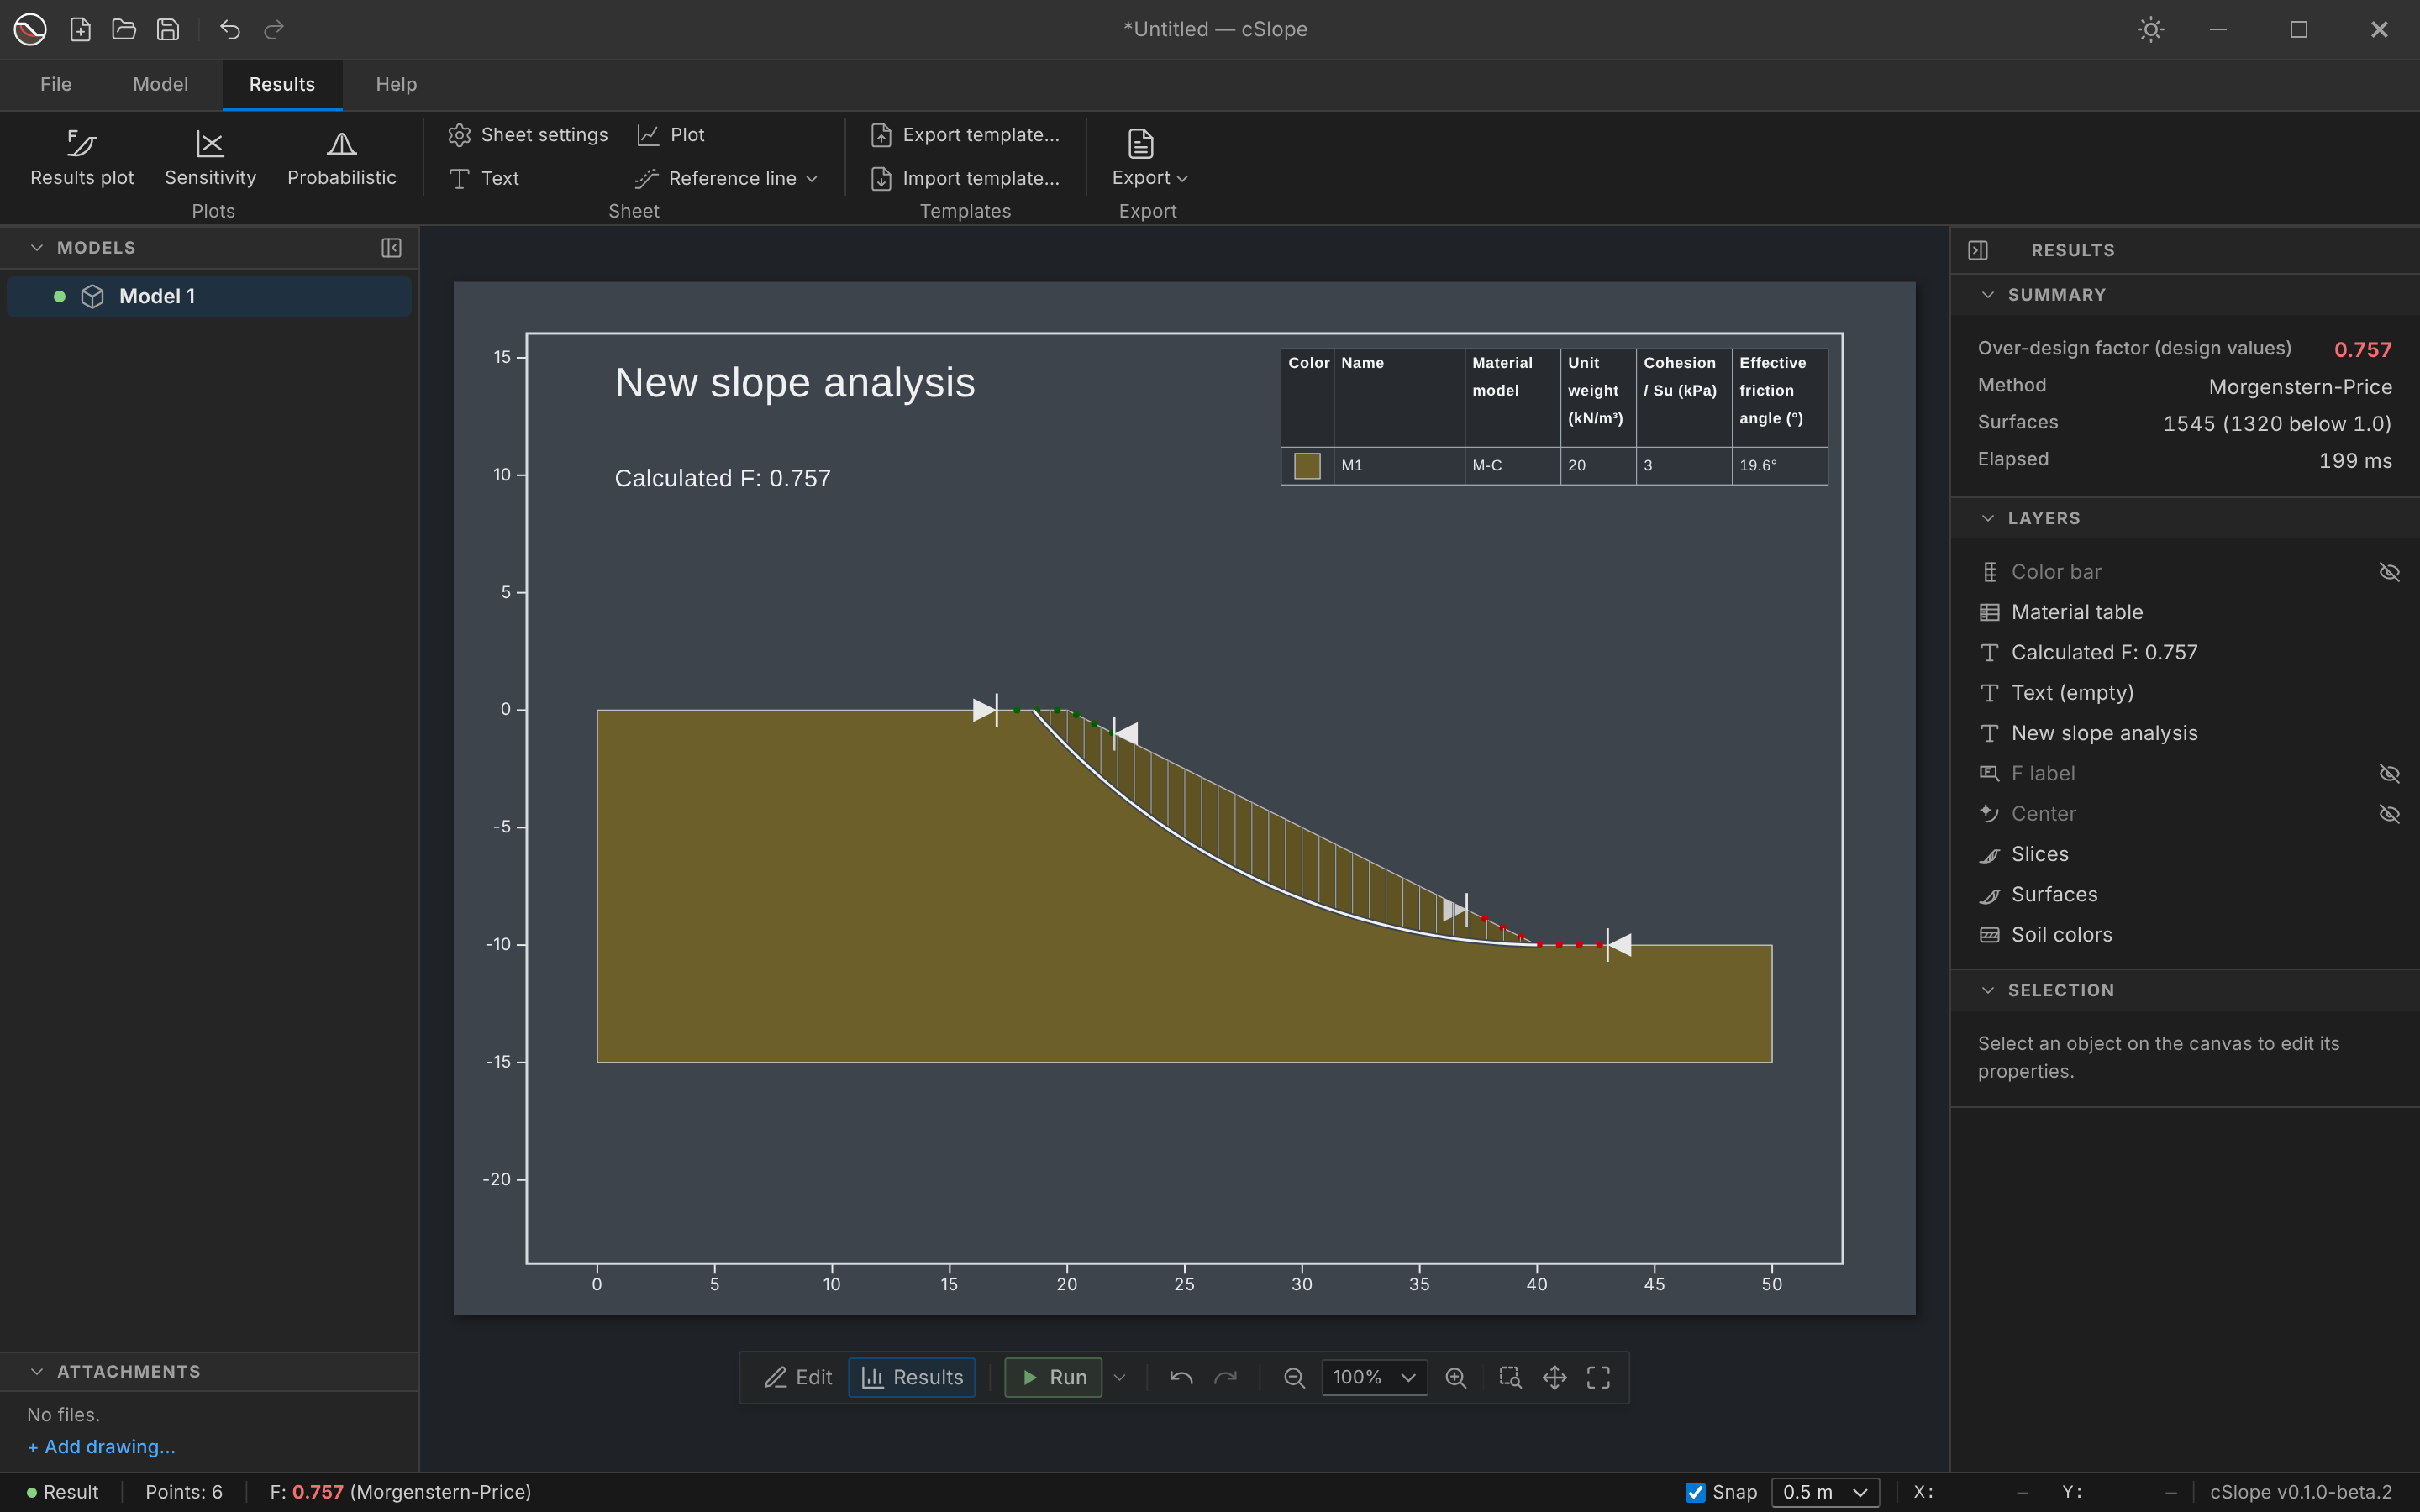 *Untitled — cSlope
File
Model
Results
Help
Results plot
Sensitivity
Probabilistic
Plots
Sheet settings
Plot
Text
Reference line
Sheet
Export template...
Import template...
Templates
Export
Export
MODELS
Model 1
15
10
5
0
-5
-10
-15
-20
New slope analysis
Calculated F: 0.757
Color
Name
Material model
Unit weight (kN/m³)
Cohesion / Su (kPa)
Effective friction angle (°)
M1
M-C
20
3
19.6°
0
5
10
15
20
25
30
35
40
45
50
Edit
Results
Run
100%
RESULTS
SUMMARY
Over-design factor (design values) 0.757
Method Morgenstern-Price
Surfaces 1545 (1320 below 1.0)
Elapsed 199 ms
LAYERS
Color bar
Material table
Calculated F: 0.757
Text (empty)
New slope analysis
F label
Center
Slices
Surfaces
Soil colors
SELECTION
Select an object on the canvas to edit its
properties.
ATTACHMENTS
No files.
+ Add drawing...
Result
Points: 6
F: 0.757 (Morgenstern-Price)
Snap
0.5 m
X: –
Y: –
cSlope v0.1.0-beta.2